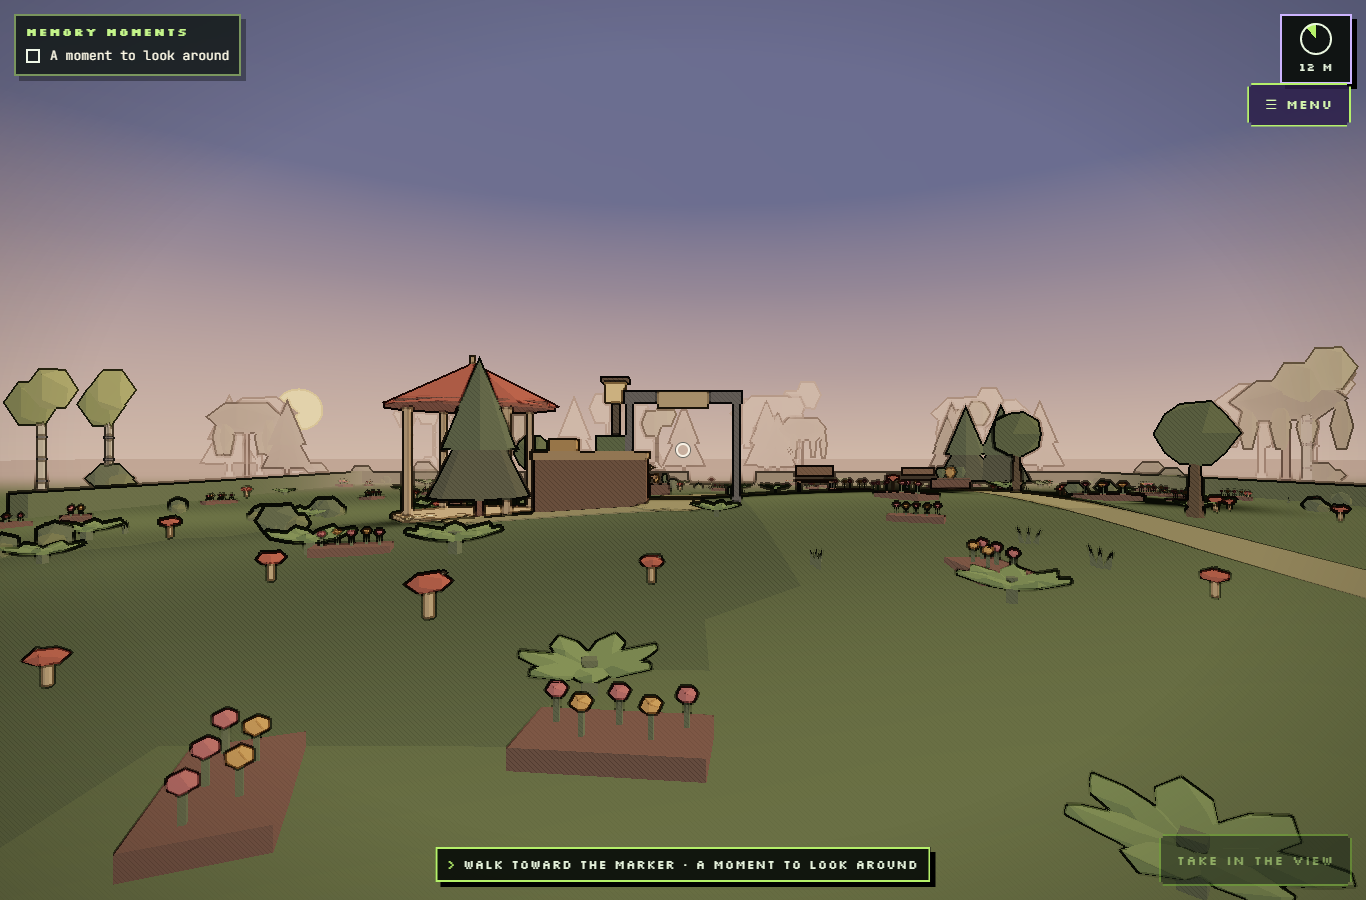 MEMORY MOMENTS
A moment to look around
12 M
☰ MENU
> WALK TOWARD THE MARKER · A MOMENT TO LOOK AROUND
TAKE IN THE VIEW